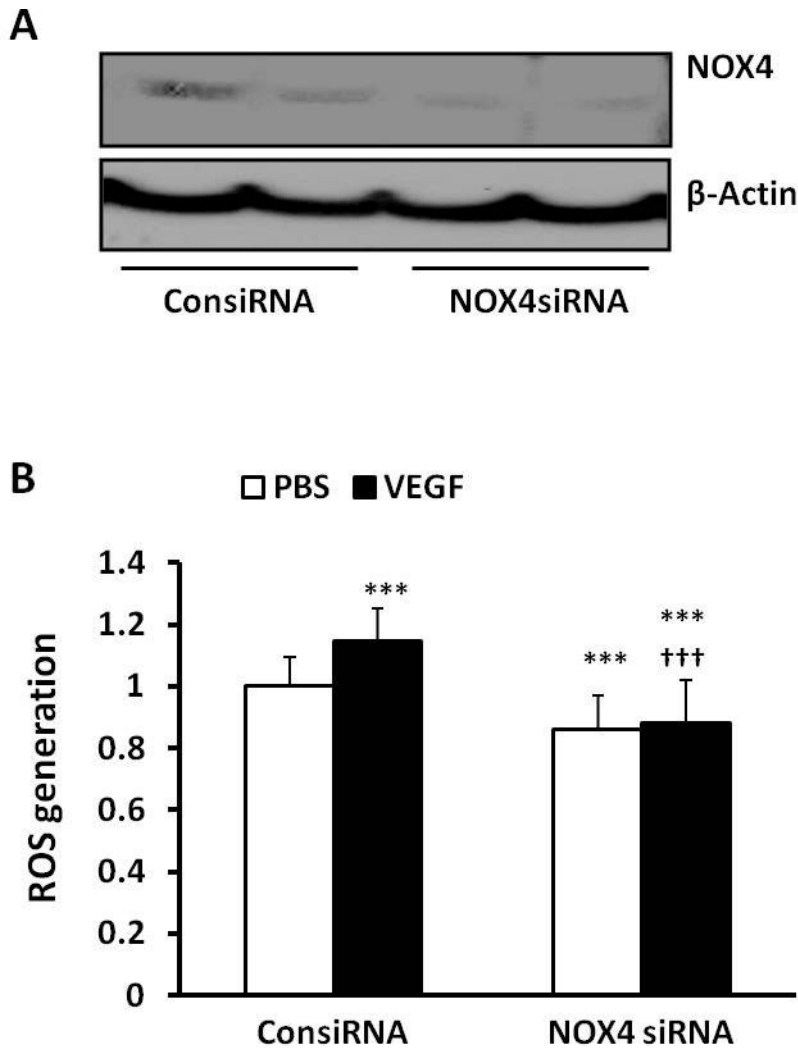 A
NOX4
β-Actin
ConsiRNA NOX4siRNA
B
PBS VEGF
1.4
1.2
1
0.8
0.6
0.4
0.2
0
ROS generation
***
***
***
†††
ConsiRNA NOX4 siRNA